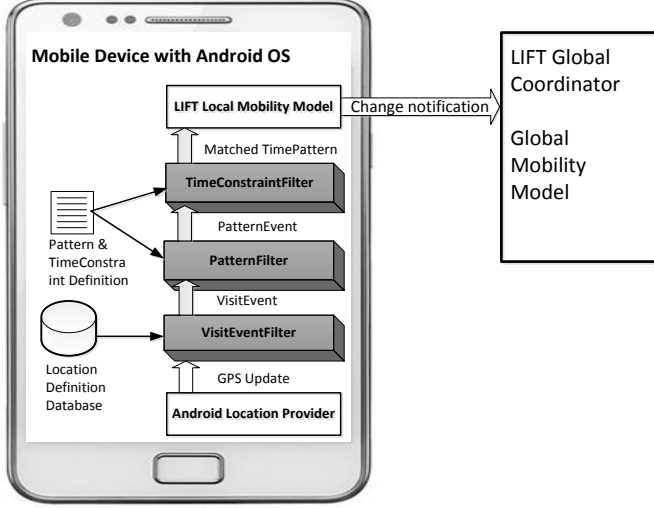 Mobile Device with Android OS
LIFT Local Mobility Model
Change notification
LIFT Global
Coordinator
Global
Mobility
Model
Matched TimePattern
TimeConstraintFilter
PatternEvent
Pattern &
TimeConstra
int Definition
PatternFilter
VisitEvent
VisitEventFilter
Location
Definition
Database
GPS Update
Android Location Provider